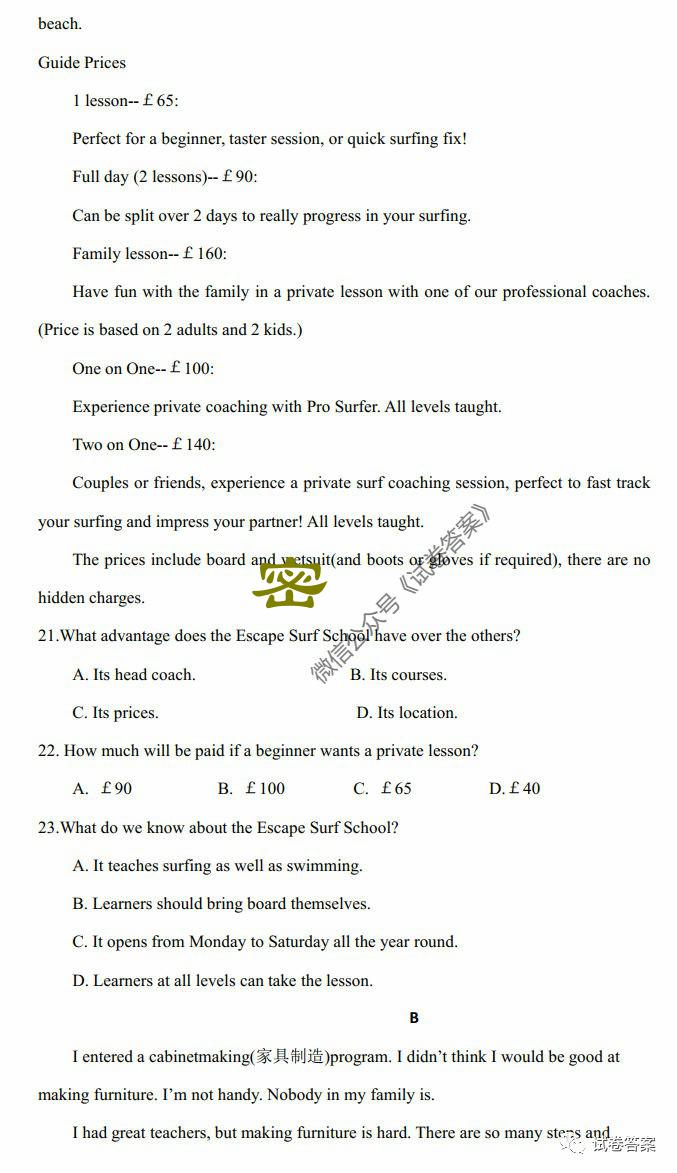 beach.
Guide Prices
1 lesson--￡65:
Perfect for a beginner, taster session, or quick surfing fix!
Full day (2 lessons)--￡90:
Can be split over 2 days to really progress in your surfing.
Family lesson--￡160:
Have fun with the family in a private lesson with one of our professional coaches.
(Price is based on 2 adults and 2 kids.)
One on One--￡100:
Experience private coaching with Pro Surfer. All levels taught.
Two on One--￡140:
Couples or friends, experience a private surf coaching session, perfect to fast track
your surfing and impress your partner! All levels taught.
The prices include board and wetsuit(and boots or gloves if required), there are no
hidden charges.
密
微信公众号《试卷答案》
21.What advantage does the Escape Surf School have over the others?
A. Its head coach. B. Its courses.
C. Its prices. D. Its location.
22. How much will be paid if a beginner wants a private lesson?
A. ￡90 B. ￡100 C. ￡65 D.￡40
23.What do we know about the Escape Surf School?
A. It teaches surfing as well as swimming.
B. Learners should bring board themselves.
C. It opens from Monday to Saturday all the year round.
D. Learners at all levels can take the lesson.
B
I entered a cabinetmaking(家具制造)program. I didn't think I would be good at
making furniture. I'm not handy. Nobody in my family is.
I had great teachers, but making furniture is hard. There are so many steps and
试卷答案